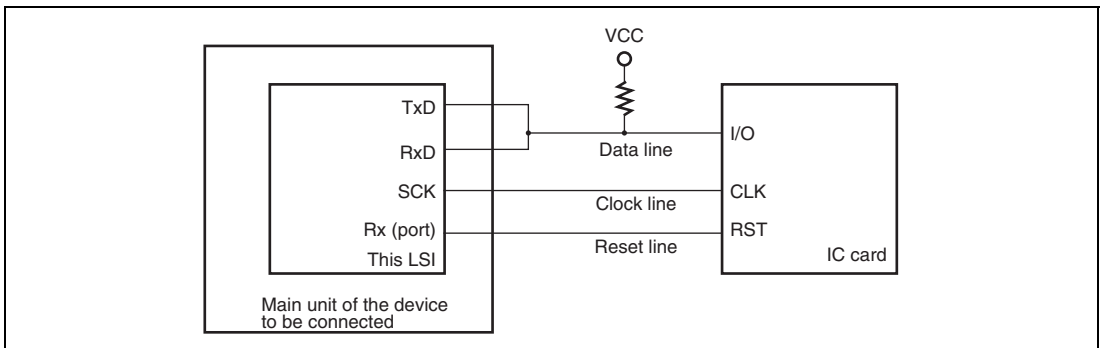 VCC
TxD
RxD
SCK
Rx (port)
This LSI
Main unit of the device
to be connected
Data line
Clock line
Reset line
I/O
CLK
RST
IC card